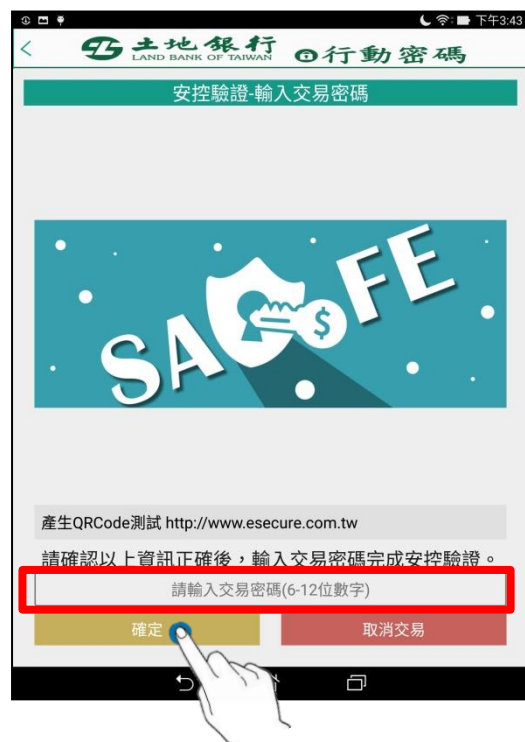 下午3:43
土地銀行
LAND BANK OF TAIWAN
行動密碼
安控驗證-輸入交易密碼
SAFE
$
產生QRCode測試 http://www.esecure.com.tw
請確認以上資訊正確後，輸入交易密碼完成安控驗證。
請輸入交易密碼(6-12位數字)
確定
取消交易